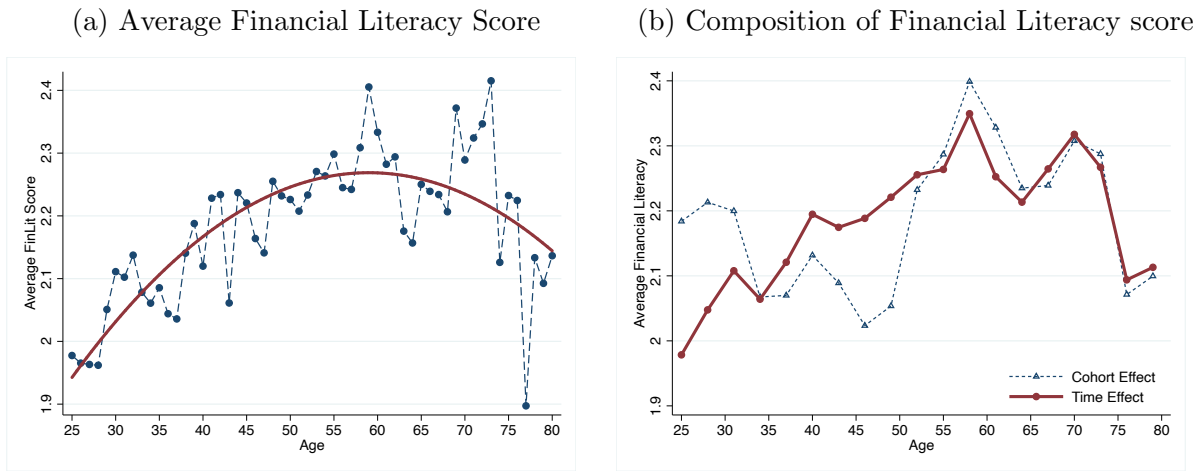 (a) Average Financial Literacy Score
Average FinLit Score
2.4
2.3
2.2
2.1
2
1.9
25 30 35 40 45 50 55 60 65 70 75 80
Age
(b) Composition of Financial Literacy score
Average Financial Literacy
2.4
2.3
2.2
2.1
2
1.9
Cohort Effect
Time Effect
25 30 35 40 45 50 55 60 65 70 75 80
Age